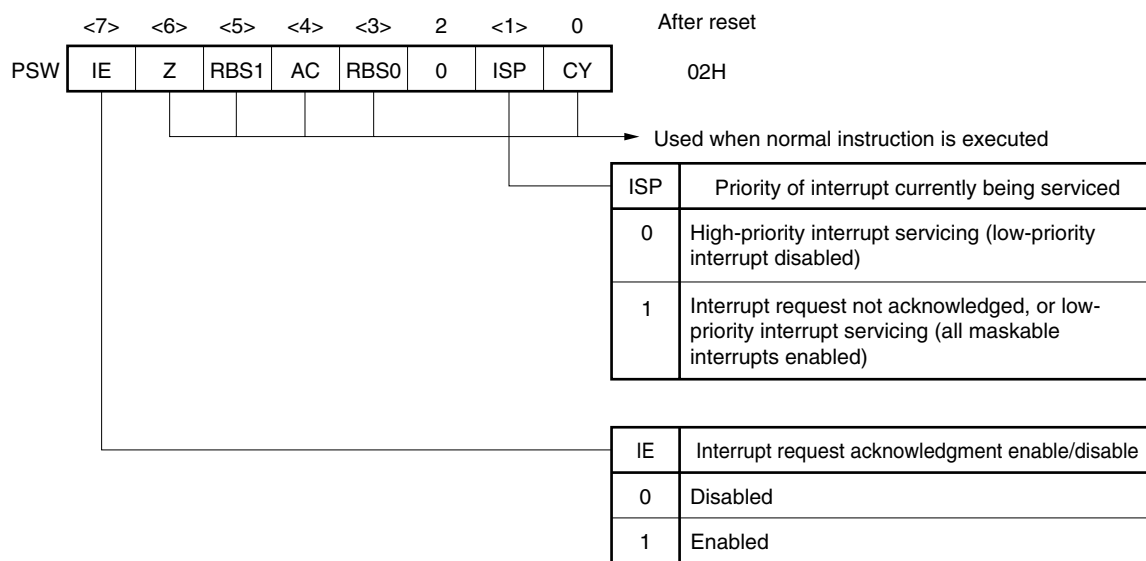 <7> <6> <5> <4> <3> 2 <1> 0 After reset
PSW IE Z RBS1 AC RBS0 0 ISP CY 02H
Used when normal instruction is executed
ISP Priority of interrupt currently being serviced
0 High-priority interrupt servicing (low-priority
interrupt disabled)
1 Interrupt request not acknowledged, or low-
priority interrupt servicing (all maskable
interrupts enabled)
IE Interrupt request acknowledgment enable/disable
0 Disabled
1 Enabled